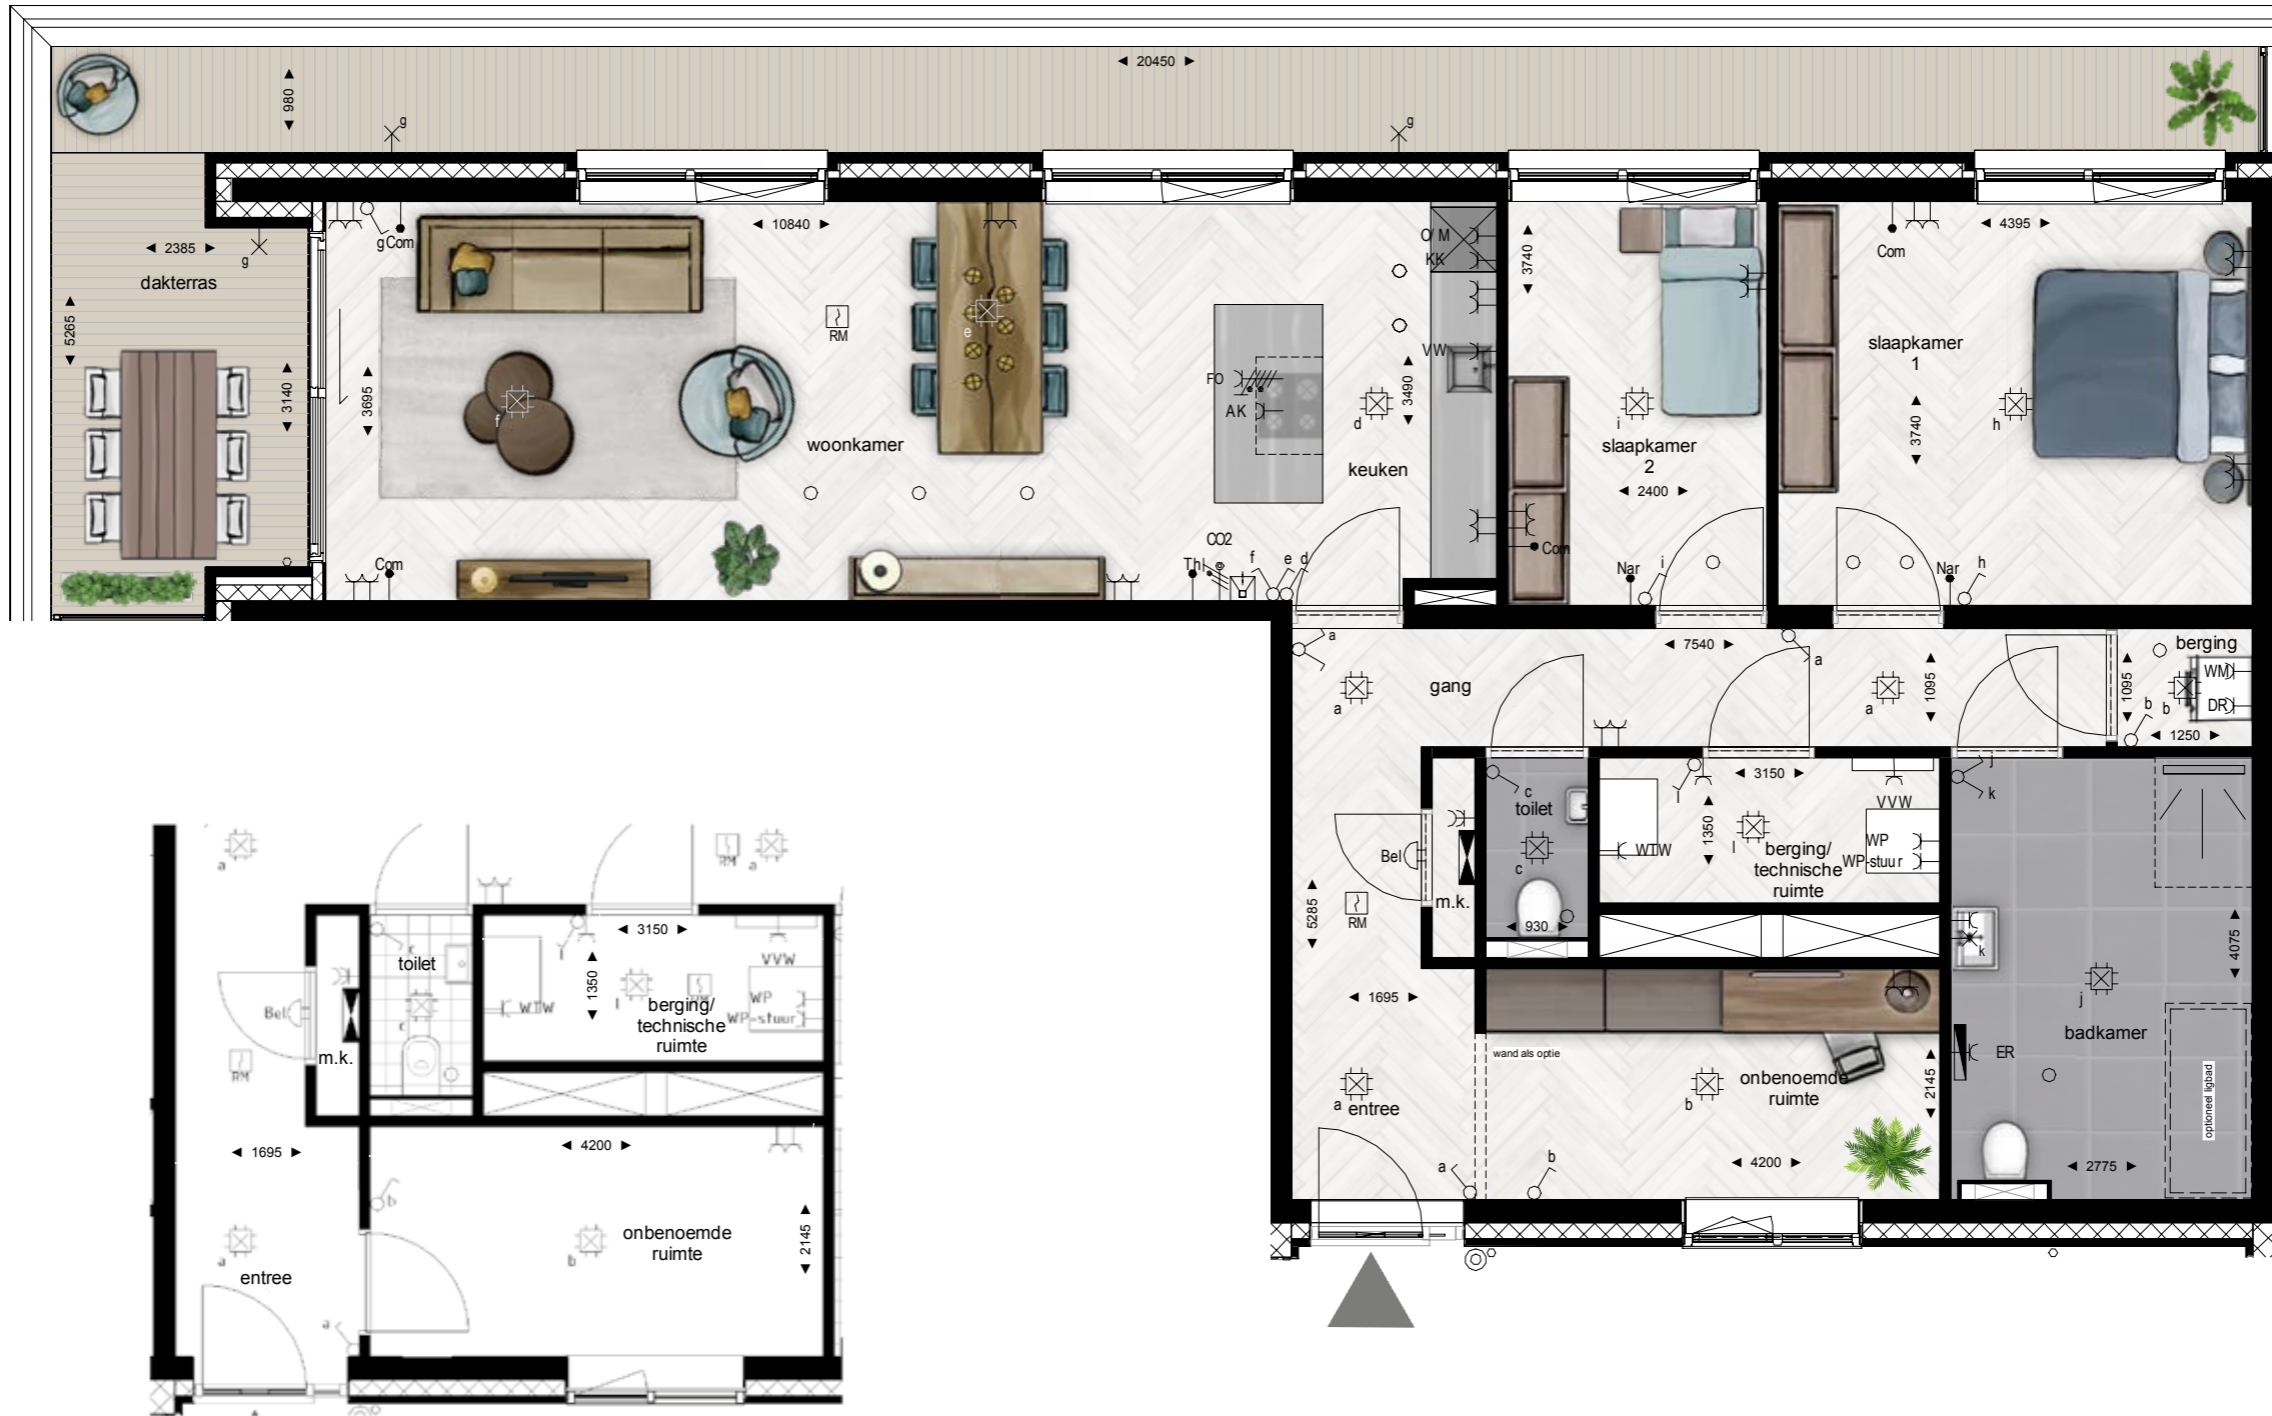 20450
980
g
g
2385
g
dakterras
5265
3140
g
Com
10840
3695
RM
f
e
woonkamer
FO
AK
O/M
KK
VW
3490
d
keuken
Com
Thl
CO2
f
e
d
3740
i
slaapkamer
2
2400
Com
Nar
i
Com
4395
slaapkamer
1
3740
h
Nar
h
a
a
gang
7540
a
a
1095
1095
berging
WM
DR
b
b
1250
Bel
m.k.
c
toilet
c
930
l
3150
1350
l
berging/
technische
ruimte
WTW
VVW
WP
WP-stuur
j
k
k
4075
j
badkamer
ER
optioneel ligbad
2775
5285
RM
1695
a
entree
a
b
wand als optie
onbenoemde
ruimte
b
2145
4200
a
RM
a
Bel
m.k.
c
toilet
c
l
3150
1350
l
RM
berging/
technische
ruimte
WTW
VVW
WP
WP-stuur
RM
1695
4200
b
a
entree
a
onbenoemde
ruimte
b
2145